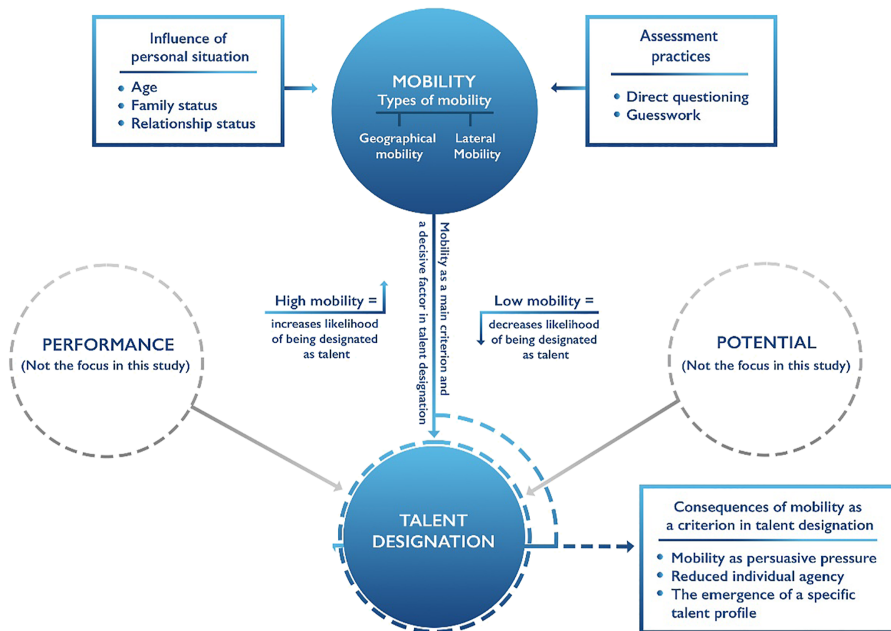 Influence of
personal situation
Age
Family status
Relationship status
MOBILITY
Types of mobility
Geographical
mobility
Lateral
Mobility
Assessment
practices
Direct questioning
Guesswork
Mobility as a main criterion and
a decisive factor in talent designation
High mobility =
increases likelihood
of being designated
as talent
Low mobility =
decreases likelihood
of being designated
as talent
PERFORMANCE
(Not the focus in this study)
POTENTIAL
(Not the focus in this study)
TALENT
DESIGNATION
Consequences of mobility as
a criterion in talent designation
Mobility as persuasive pressure
Reduced individual agency
The emergence of a specific
talent profile